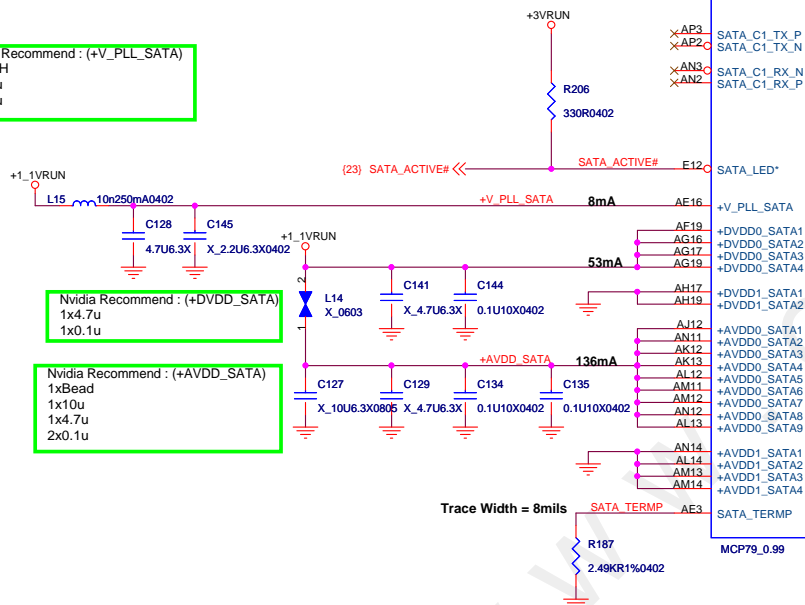 +3VRUN
AP3
SATA_C1_TX_P
AP2
SATA_C1_TX_N
AN3
SATA_C1_RX_N
AN2
SATA_C1_RX_P
Recommend : (+V_PLL_SATA)
R206
330R0402
{23} SATA_ACTIVE#
SATA_ACTIVE#
E12
SATA_LED*
+1_1VRUN
L15
10n250mA0402
+V_PLL_SATA
8mA
AE16
+V_PLL_SATA
C128
4.7U6.3X
C145
X_2.2U6.3X0402
+1_1VRUN
AF19
+DVDD0_SATA1
AG16
+DVDD0_SATA2
AG17
+DVDD0_SATA3
53mA
AG19
+DVDD0_SATA4
2
L14
X_0603
1
C141
X_4.7U6.3X
C144
0.1U10X0402
AH17
+DVDD1_SATA1
AH19
+DVDD1_SATA2
Nvidia Recommend : (+DVDD_SATA)
1x4.7u
1x0.1u
AJ12
+AVDD0_SATA1
AN11
+AVDD0_SATA2
AK12
+AVDD0_SATA3
+AVDD_SATA
136mA
AK13
+AVDD0_SATA4
AL12
+AVDD0_SATA5
AM11
+AVDD0_SATA6
AM12
+AVDD0_SATA7
AN12
+AVDD0_SATA8
AL13
+AVDD0_SATA9
Nvidia Recommend : (+AVDD_SATA)
1xBead
1x10u
1x4.7u
2x0.1u
C127
X_10U6.3X0805
C129
X_4.7U6.3X
C134
0.1U10X0402
C135
0.1U10X0402
AN14
+AVDD1_SATA1
AL14
+AVDD1_SATA2
AM13
+AVDD1_SATA3
AM14
+AVDD1_SATA4
Trace Width = 8mils
SATA_TERMP
AE3
SATA_TERMP
R187
2.49KR1%0402
MCP79_0.99